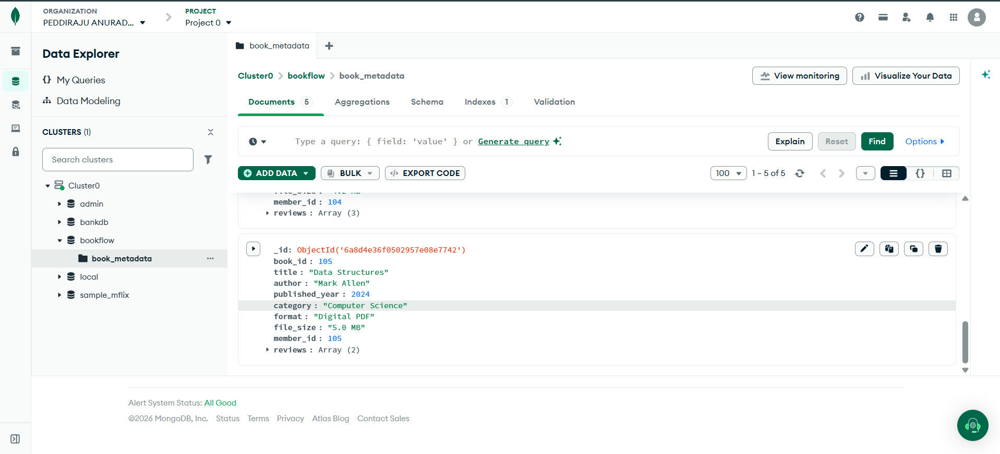 ORGANIZATION
PEDDIRAJU ANURAD...
PROJECT
Project 0
Data Explorer
My Queries
Data Modeling
CLUSTERS (1)
Search clusters
Cluster0
admin
bankdb
bookflow
book_metadata
local
sample_mflix
book_metadata
Cluster0 > bookflow > book_metadata
View monitoring
Visualize Your Data
Documents 5
Aggregations
Schema
Indexes 1
Validation
Type a query: { field: 'value' } or Generate query
Explain
Reset
Find
Options
ADD DATA
BULK
EXPORT CODE
100
1 – 5 of 5
member_id : 104
reviews : Array (3)
_id: ObjectId('6a8d4e36f0502957e08e7742')
book_id : 105
title : "Data Structures"
author : "Mark Allen"
published_year : 2024
category : "Computer Science"
format : "Digital PDF"
file_size : "5.0 MB"
member_id : 105
reviews : Array (2)
Alert System Status: All Good
©2026 MongoDB, Inc. Status Terms Privacy Atlas Blog Contact Sales